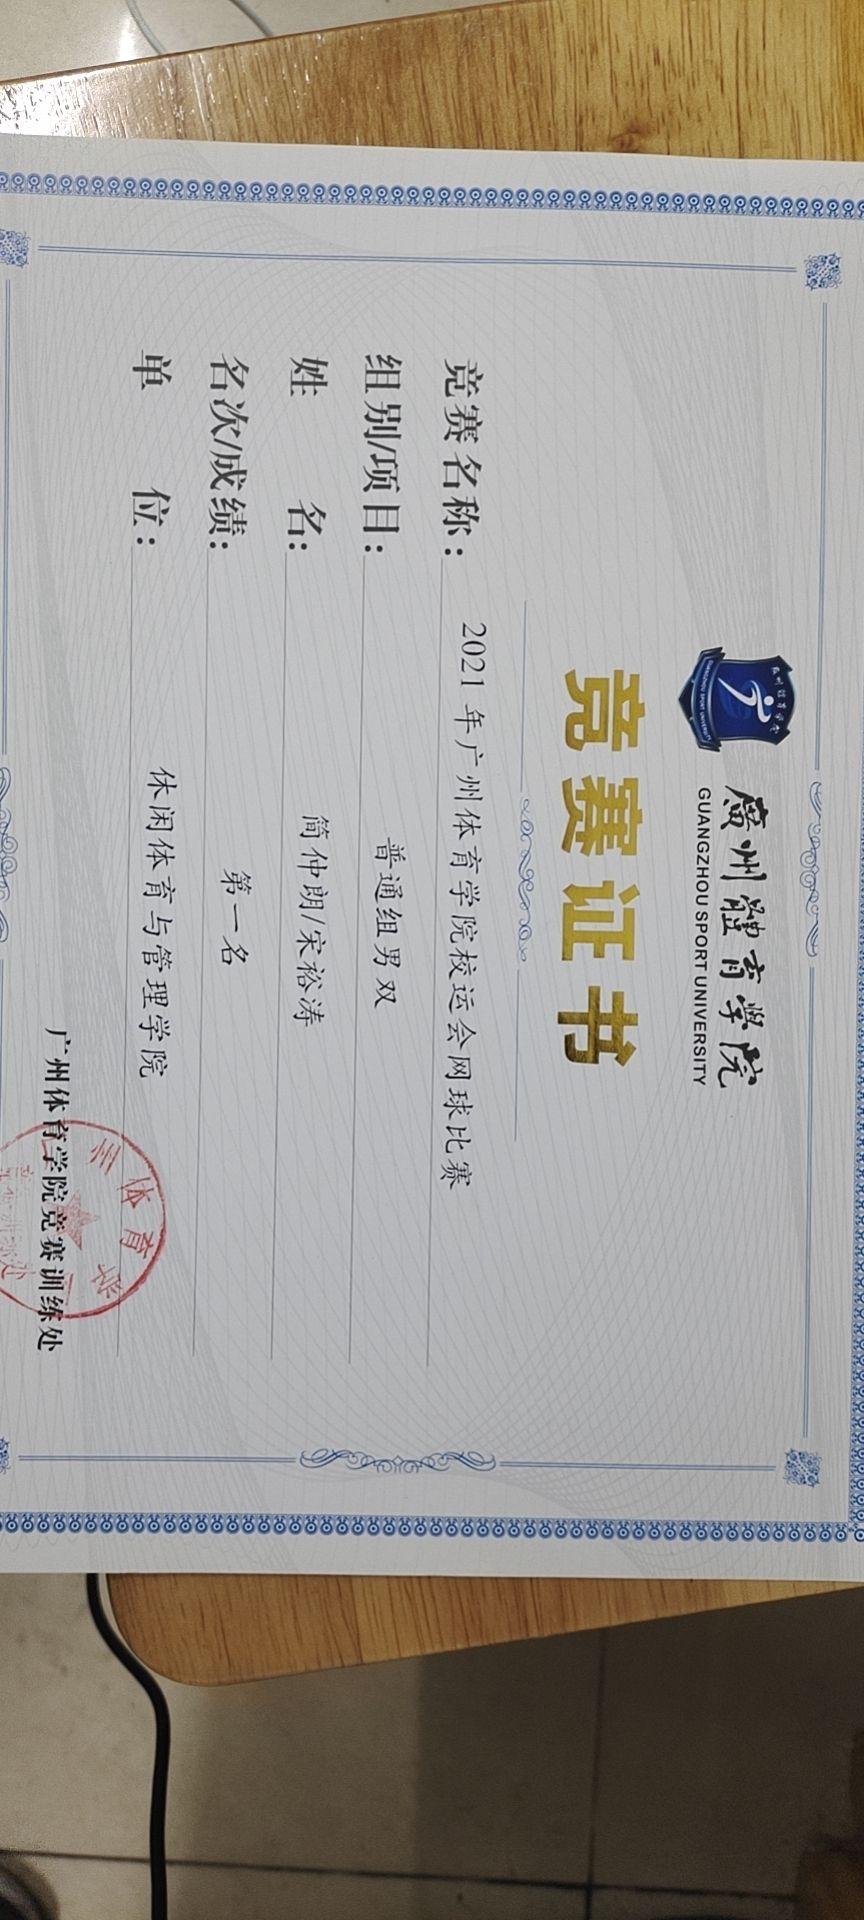 廣州體育學院
GUANGZHOU SPORT UNIVERSITY
竞赛证书
竞赛名称： 2021年广州体育学院校运会网球比赛
组别/项目： 普通组男双
姓 名： 简仲朗/宋裕涛
名次/成绩： 第一名
单 位： 休闲体育与管理学院
广州体育学院竞赛训练处
州体育学